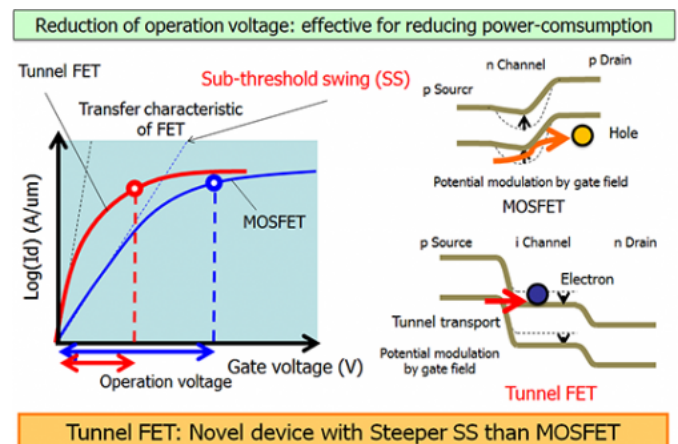 Reduction of operation voltage: effective for reducing power-comsumption
Tunnel FET
Sub-threshold swing (SS)
Transfer characteristic
of FET
Log(Id) (A/um)
MOSFET
Gate voltage (V)
Operation voltage
n Channel
p Drain
p Sourcr
Hole
Potential modulation by gate field
MOSFET
p Source
i Channel
n Drain
Electron
Tunnel transport
Potential modulation
by gate field
Tunnel FET
Tunnel FET: Novel device with Steeper SS than MOSFET